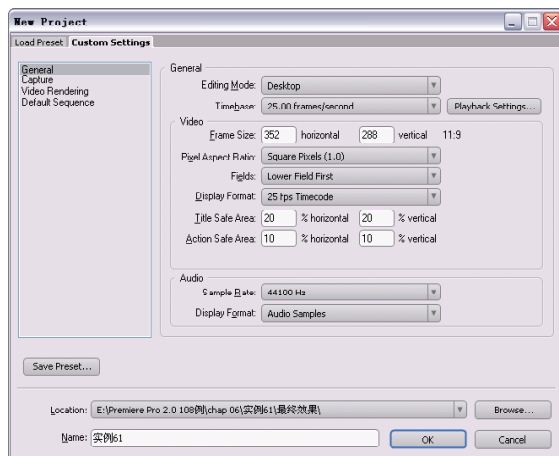 New Project
Load Preset Custom Settings
General
Capture
Video Rendering
Default Sequence
General
Editing Mode: Desktop
Timebase: 25.00 frames/second Playback Settings...
Video
Frame Size: 352 horizontal 288 vertical 11:9
Pixel Aspect Ratio: Square Pixels (1.0)
Fields: Lower Field First
Display Format: 25 fps Timecode
Title Safe Area: 20 % horizontal 20 % vertical
Action Safe Area: 10 % horizontal 10 % vertical
Audio
Sample Rate: 44100 Hz
Display Format: Audio Samples
Save Preset...
Location: E:\Premiere Pro 2.0 108例\chap 06\实例61\最终效果\ Browse...
Name: 实例61 OK Cancel